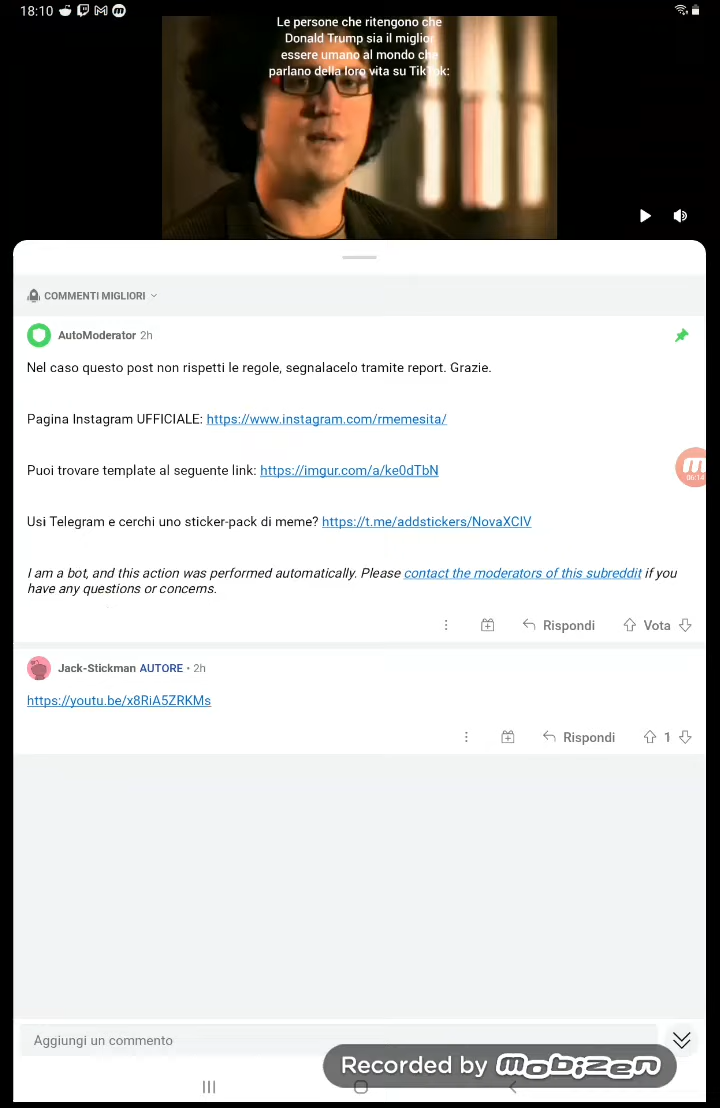 18:10
Le persone che ritengono che
Donald Trump sia il miglior
essere umano al mondo che
parlano della loro vita su TikTok:
COMMENTI MIGLIORI
AutoModerator 2h
Nel caso questo post non rispetti le regole, segnalacelo tramite report. Grazie.
Pagina Instagram UFFICIALE: https://www.instagram.com/rmemesita/
Puoi trovare template al seguente link: https://imgur.com/a/ke0dTbN
06:14
Usi Telegram e cerchi uno sticker-pack di meme? https://t.me/addstickers/NovaXCIV
I am a bot, and this action was performed automatically. Please contact the moderators of this subreddit if you
have any questions or concerns.
Rispondi Vota
Jack-Stickman AUTORE • 2h
https://youtu.be/x8RiA5ZRKMs
Rispondi 1
Aggiungi un commento
Recorded by mobizen